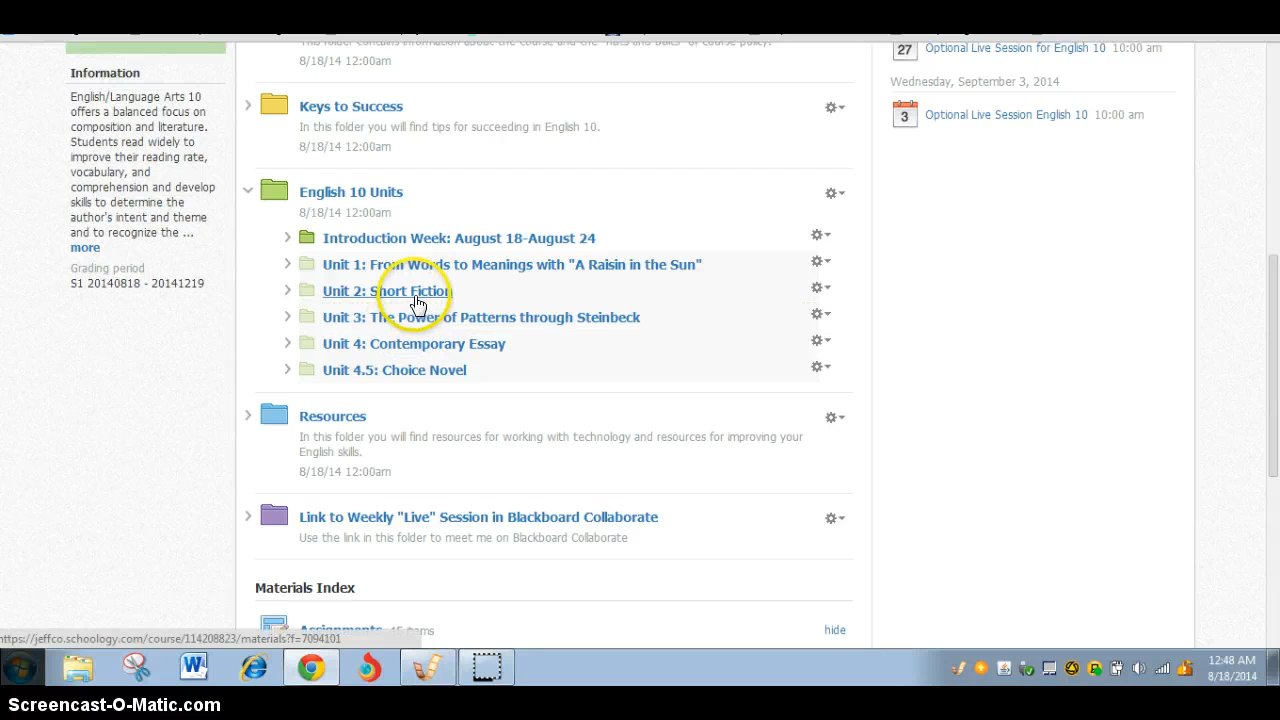 Information
English/Language Arts 10
offers a balanced focus on
composition and literature.
Students read widely to
improve their reading rate,
vocabulary, and
comprehension and develop
skills to determine the
author's intent and theme
and to recognize the ...
more
Grading period
S1 20140818 - 20141219
8/18/14 12:00am
Keys to Success
In this folder you will find tips for succeeding in English 10.
8/18/14 12:00am
English 10 Units
8/18/14 12:00am
Introduction Week: August 18-August 24
Unit 1: From Words to Meanings with "A Raisin in the Sun"
Unit 2: Short Fiction
Unit 3: The Power of Patterns through Steinbeck
Unit 4: Contemporary Essay
Unit 4.5: Choice Novel
Resources
In this folder you will find resources for working with technology and resources for improving your
English skills.
8/18/14 12:00am
Link to Weekly "Live" Session in Blackboard Collaborate
Use the link in this folder to meet me on Blackboard Collaborate
Materials Index
Assignments 45 items
hide
27
Optional Live Session for English 10 10:00 am
Wednesday, September 3, 2014
3
Optional Live Session English 10 10:00 am
https://jeffco.schoology.com/course/114208823/materials?f=7094101
12:48 AM
8/18/2014
Screencast-O-Matic.com